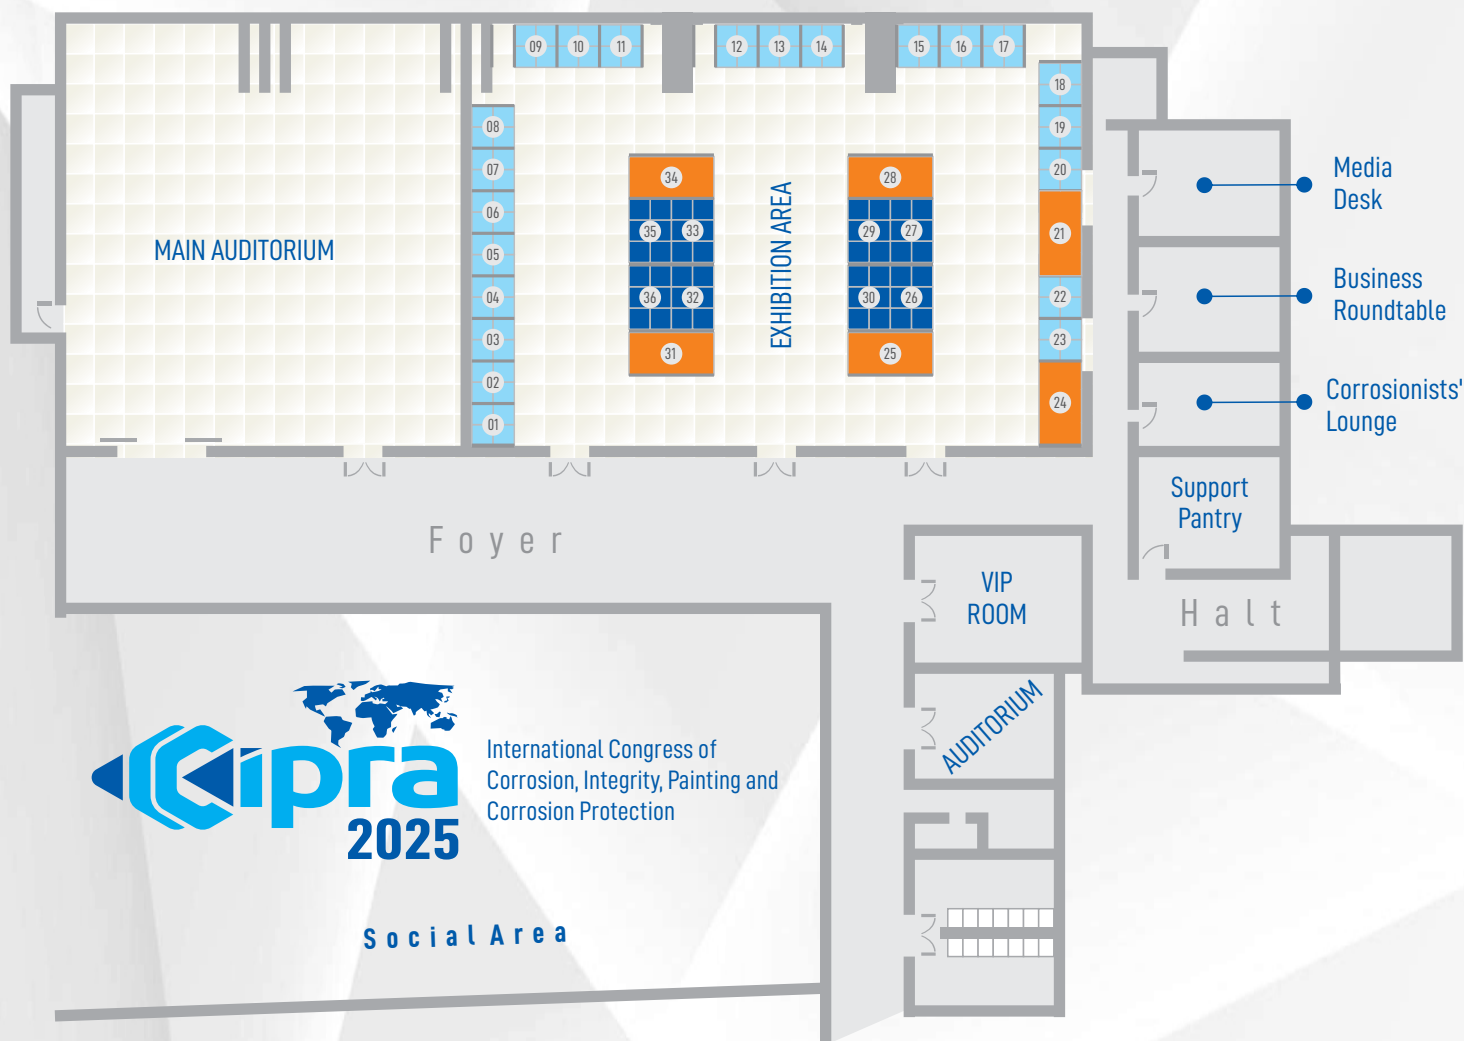 09 10 11 12 13 14 15 16 17
18
08 19
07 34 28 20
06 35 33 29 27 21
05
04 36 32 30 26 22
03 31 25 23
02 24
01
MAIN AUDITORIUM
EXHIBITION AREA
Media
Desk
Business
Roundtable
Corrosionists'
Lounge
Support
Pantry
Foyer
VIP
ROOM
Halt
AUDITORIUM
Cipra
2025
International Congress of
Corrosion, Integrity, Painting and
Corrosion Protection
Social Area